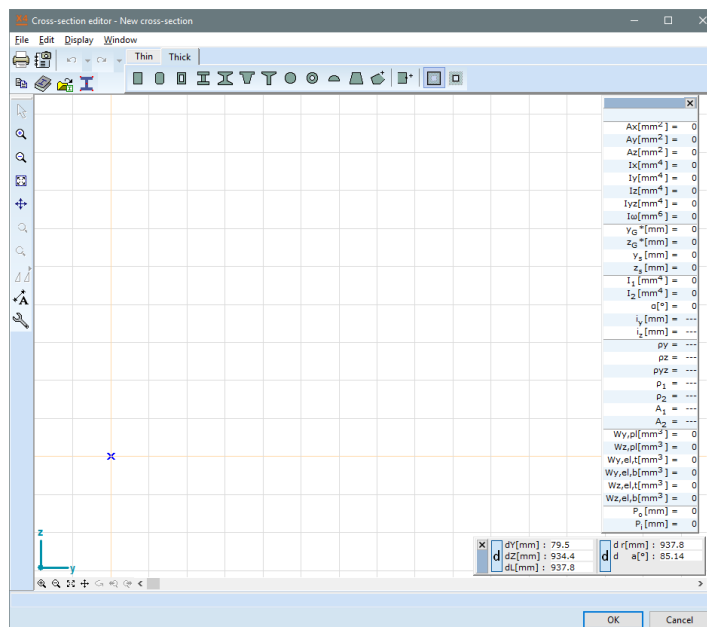 Cross-section editor - New cross-section
File Edit Display Window
Thin Thick
Ax[mm2] = 0
Ay[mm2] = 0
Az[mm2] = 0
Ix[mm4] = 0
Iy[mm4] = 0
Iz[mm4] = 0
Iyz[mm4] = 0
Iω[mm6] = 0
yG*[mm] = 0
zG*[mm] = 0
ys[mm] = 0
zs[mm] = 0
I1[mm4] = 0
I2[mm4] = 0
α[°] = 0
iy[mm] = ---
iz[mm] = ---
ρy = ---
ρz = ---
ρyz = ---
ρ1 = ---
ρ2 = ---
A1 = ---
A2 = ---
Wy,pl[mm3] = 0
Wz,pl[mm3] = 0
Wy,el,t[mm3] = 0
Wy,el,b[mm3] = 0
Wz,el,t[mm3] = 0
Wz,el,b[mm3] = 0
Po[mm] = 0
Pi[mm] = 0
z
y
d
dY[mm] : 79.5
dZ[mm] : 934.4
dL[mm] : 937.8
d
d r[mm] : 937.8
d a[°] : 85.14
OK Cancel